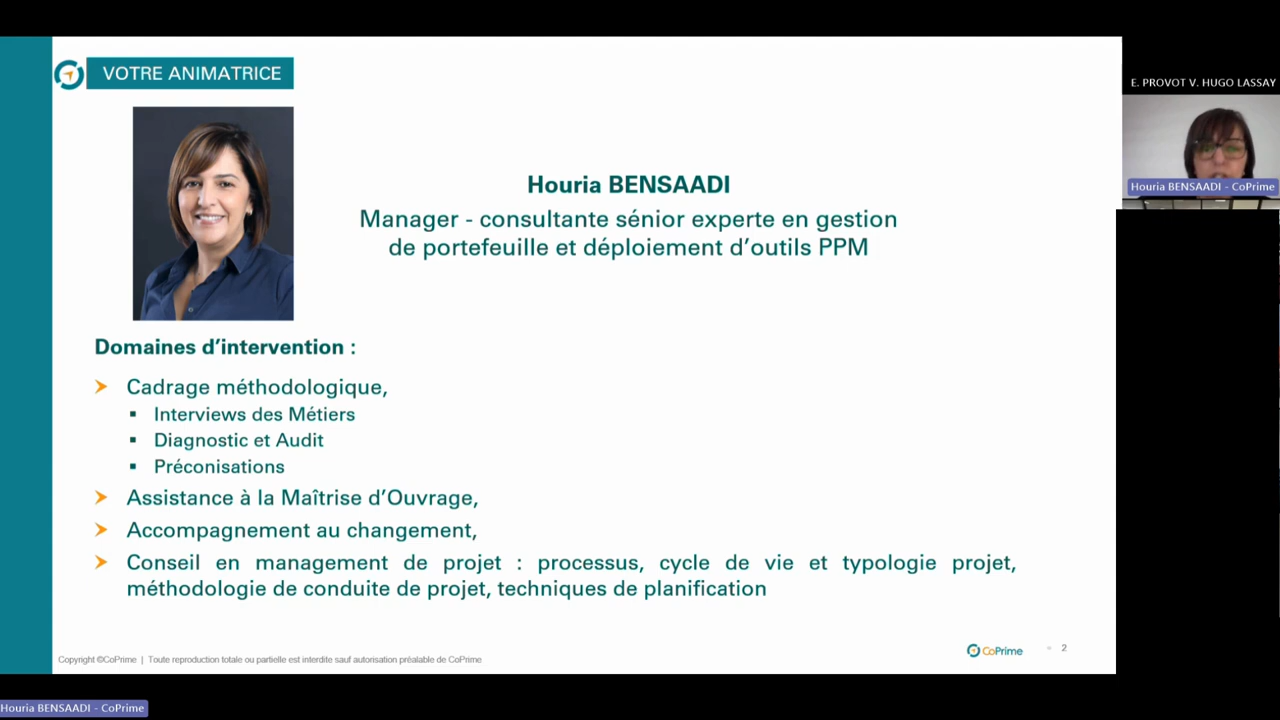 VOTRE ANIMATRICE
E. PROVOT V. HUGO LASSAY
Houria BENSAADI - CoPrime
Houria BENSAADI
Manager - consultante sénior experte en gestion
de portefeuille et déploiement d’outils PPM
Domaines d’intervention :
Cadrage méthodologique,
Interviews des Métiers
Diagnostic et Audit
Préconisations
Assistance à la Maîtrise d’Ouvrage,
Accompagnement au changement,
Conseil en management de projet : processus, cycle de vie et typologie projet,
méthodologie de conduite de projet, techniques de planification
Copyright ©CoPrime | Toute reproduction totale ou partielle est interdite sauf autorisation préalable de CoPrime
CoPrime
2
Houria BENSAADI - CoPrime